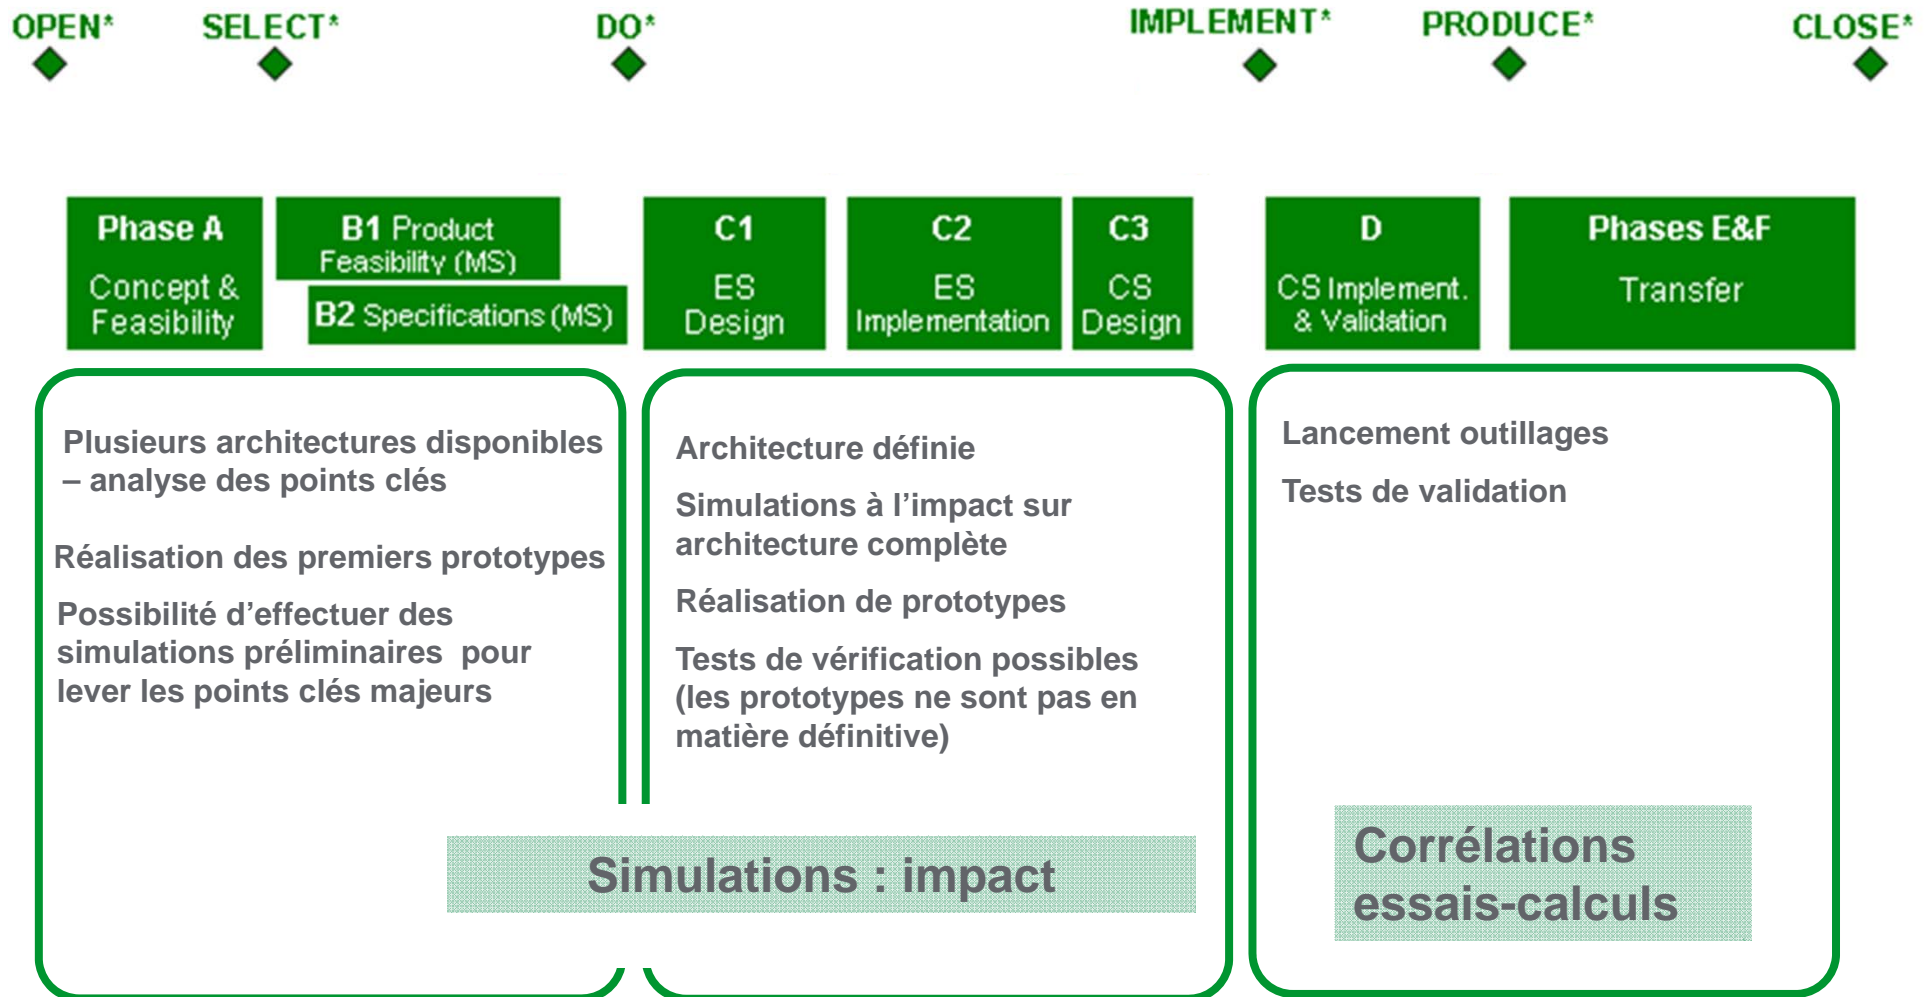 OPEN*
SELECT*
DO*
IMPLEMENT*
PRODUCE*
CLOSE*
Phase A
Concept &
Feasibility
B1 Product
Feasibility (MS)
B2 Specifications (MS)
C1
ES
Design
C2
ES
Implementation
C3
CS
Design
D
CS Implement.
& Validation
Phases E&F
Transfer
Plusieurs architectures disponibles
– analyse des points clés
Réalisation des premiers prototypes
Possibilité d’effectuer des
simulations préliminaires pour
lever les points clés majeurs
Architecture définie
Simulations à l’impact sur
architecture complète
Réalisation de prototypes
Tests de vérification possibles
(les prototypes ne sont pas en
matière définitive)
Lancement outillages
Tests de validation
Simulations : impact
Corrélations
essais-calculs